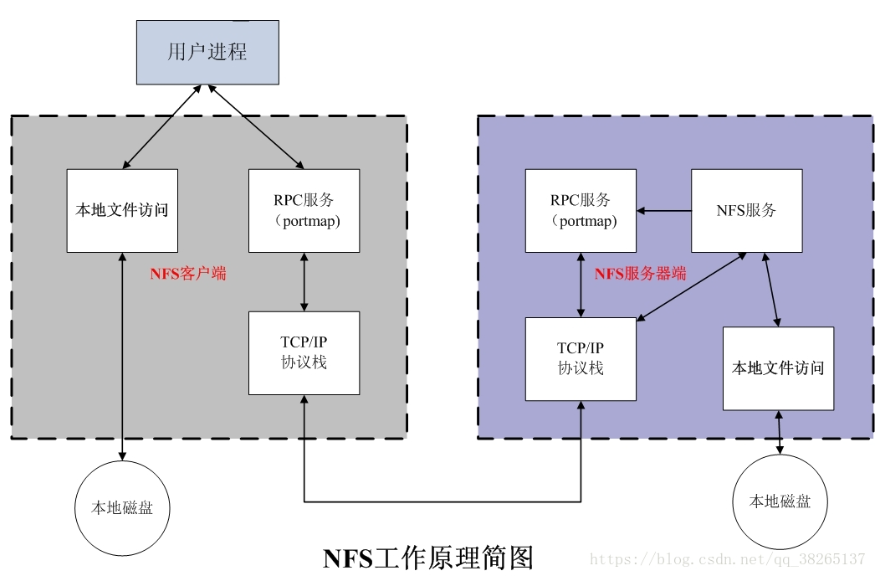 用户进程
本地文件访问
RPC服务
（portmap)
NFS客户端
TCP/IP
协议栈
本地磁盘
RPC服务
（portmap)
NFS服务
NFS服务器端
TCP/IP
协议栈
本地文件访问
本地磁盘
NFS工作原理简图
https://blog.csdn.net/qq_38265137